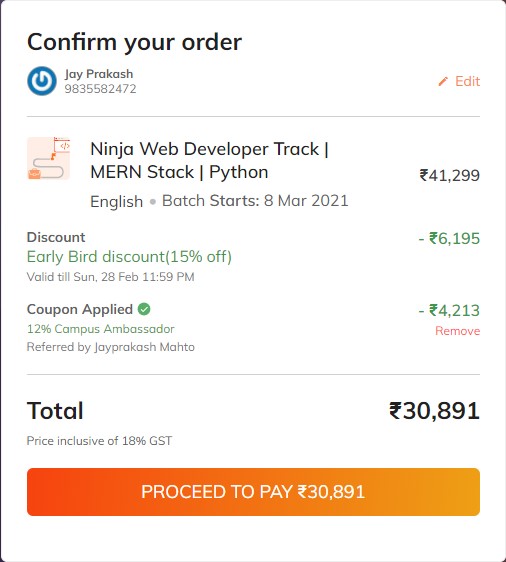 Confirm your order
Jay Prakash
9835582472
Edit
Ninja Web Developer Track |
MERN Stack | Python
₹41,299
English Batch Starts: 8 Mar 2021
Discount
- ₹6,195
Early Bird discount(15% off)
Valid till Sun, 28 Feb 11:59 PM
Coupon Applied
- ₹4,213
12% Campus Ambassador
Remove
Referred by Jayprakash Mahto
Total
₹30,891
Price inclusive of 18% GST
PROCEED TO PAY ₹30,891